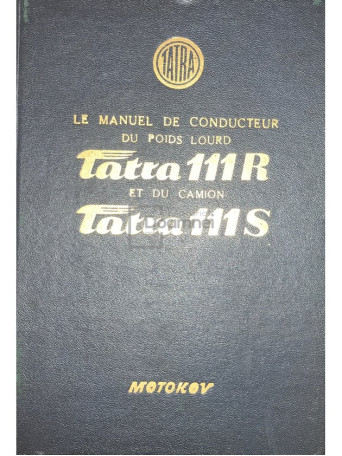 TATRA
LE MANUEL DE CONDUCTEUR
DU POIDS LOURD
Tatra 111 R
ET DU CAMION
Tatra 111 S
MOTOKOV